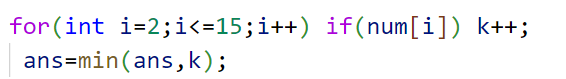 for(int i=2;i<=15;i++) if(num[i]) k++;
ans=min(ans,k);